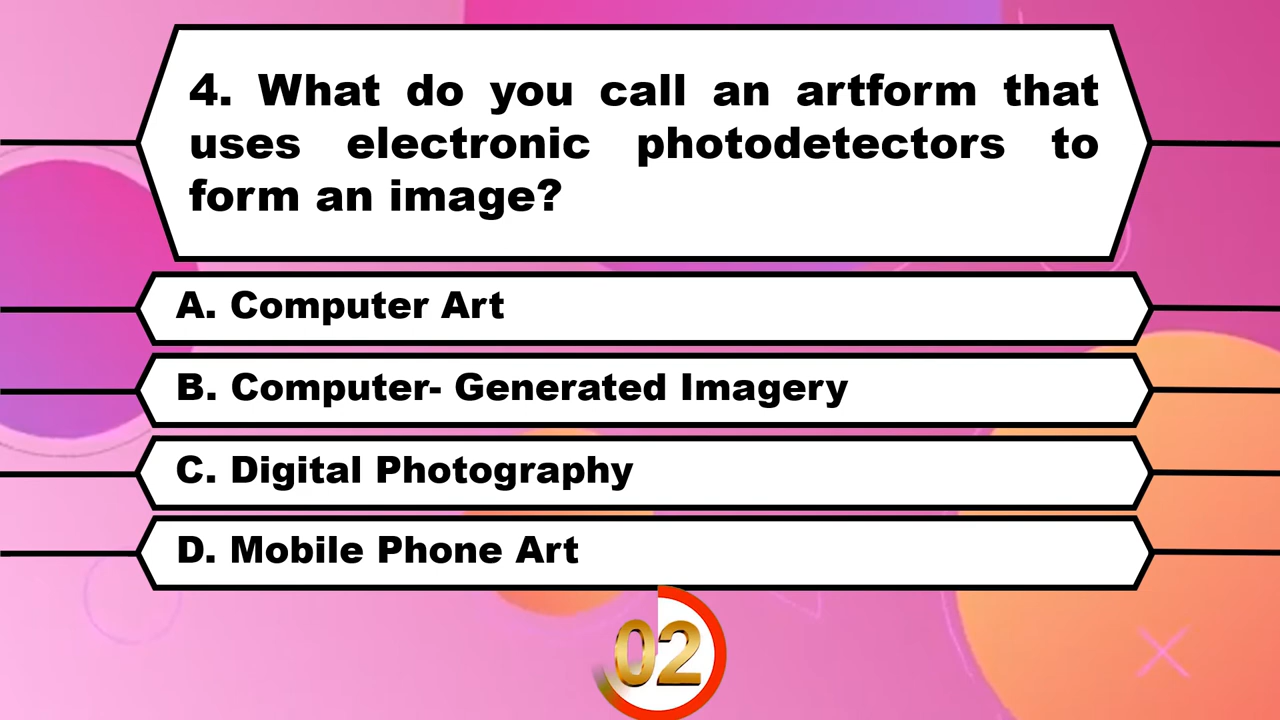 4. What do you call an artform that
uses electronic photodetectors to
form an image?
A. Computer Art
B. Computer- Generated Imagery
C. Digital Photography
D. Mobile Phone Art
02